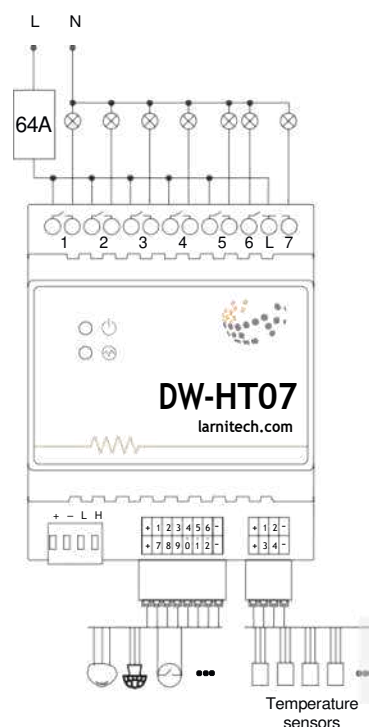 L N
64A
1 2 3 4 5 6 L 7
DW-HT07
larnitech.com
+ – L H
+ 1 2 3 4 5 6 -
+ 7 8 9 0 1 2 -
+ 1 2 -
+ 3 4 -
Temperature
sensors